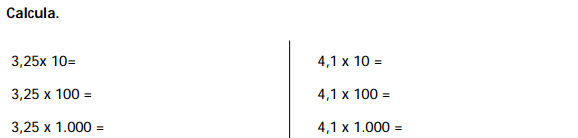 Calcula.
3,25x 10=
3,25 x 100 =
3,25 x 1.000 =
4,1 x 10 =
4,1 x 100 =
4,1 x 1.000 =